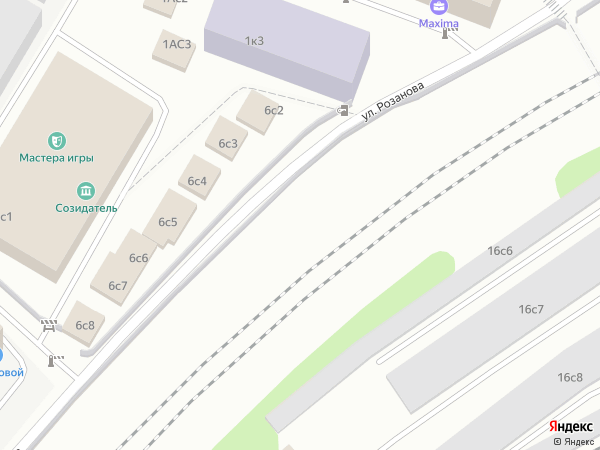 1АС2
Maxima
1АС3
1к3
ул. Розанова
6с2
6с3
Мастера игры
6с4
Созидатель
с1
6с5
6с6
16с6
6с7
16с7
6с8
овой
16с8
Яндекс
© Яндекс